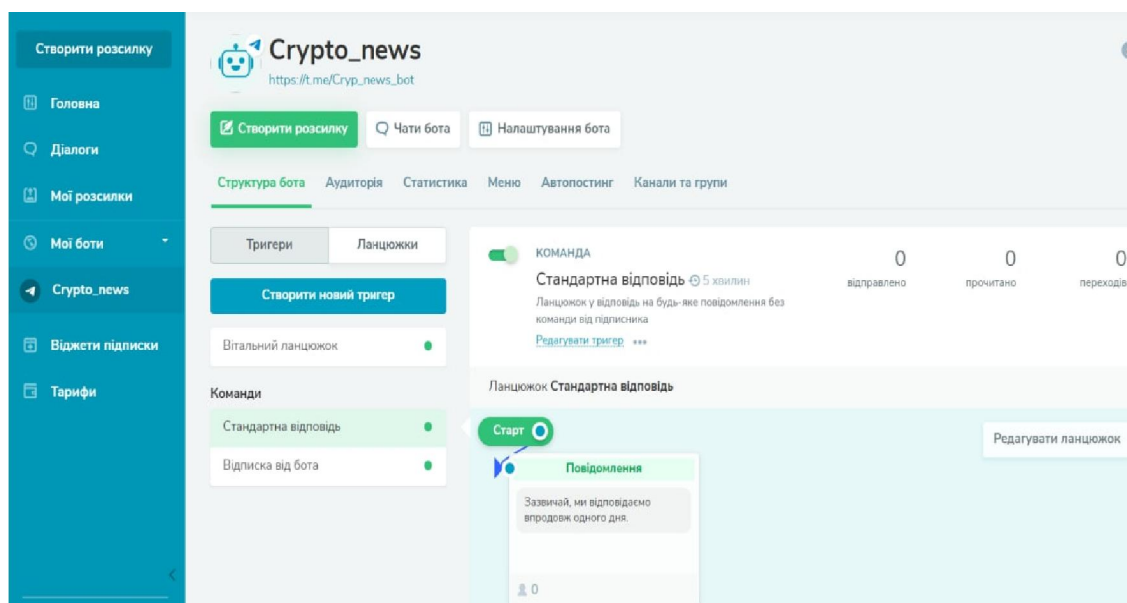 Створити розсилку
Головна
Діалоги
Мої розсилки
Мої боти
Crypto_news
Віджети підписки
Тарифи
Crypto_news
https://t.me/Cryp_news_bot
Створити розсилку
Чати бота
Налаштування бота
Структура бота
Аудиторія
Статистика
Меню
Автопостинг
Канали та групи
Тригери
Ланцюжки
Створити новий тригер
Вітальний ланцюжок
Команди
Стандартна відповідь
Відписка від бота
КОМАНДА
Стандартна відповідь 5 хвилин
Ланцюжок у відповідь на будь-яке повідомлення без
команди від підписника
Редагувати тригер •••
0
відправлено
0
прочитано
0
переходів
Ланцюжок Стандартна відповідь
Старт
Редагувати ланцюжок
Повідомлення
Зазвичай, ми відповідаємо
впродовж одного дня.
0